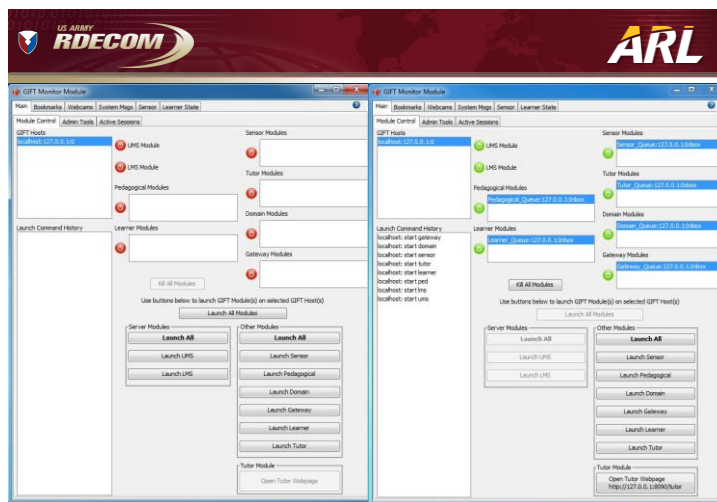 US ARMY
RDECOM
ARL
GIFT Monitor Module
Main Bookmarks Webcams System Msgs Sensor Learner State
Module Control Admin Tools Active Sessions
GIFT Hosts
localhost:127.0.0.1:0
UMS Module
LMS Module
Pedagogical Modules
Learner Modules
Sensor Modules
Tutor Modules
Domain Modules
Gateway Modules
Launch Command History
Kill All Modules
Use buttons below to launch GIFT Module(s) on selected GIFT Host(s)
Launch All Modules
Server Modules
Launch All
Launch UMS
Launch LMS
Other Modules
Launch All
Launch Sensor
Launch Pedagogical
Launch Domain
Launch Gateway
Launch Learner
Launch Tutor
Tutor Module
Open Tutor Webpage
GIFT Monitor Module
Main Bookmarks Webcams System Msgs Sensor Learner State
Module Control Admin Tools Active Sessions
GIFT Hosts
localhost:127.0.0.1:0
UMS Module
LMS Module
Pedagogical Modules
Pedagogical_Queue:127.0.0.1:Inbox
Learner Modules
Learner_Queue:127.0.0.1:Inbox
Sensor Modules
Sensor_Queue:127.0.0.1:Inbox
Tutor Modules
Tutor_Queue:127.0.0.1:Inbox
Domain Modules
Domain_Queue:127.0.0.1:Inbox
Gateway Modules
Gateway_Queue:127.0.0.1:Inbox
Launch Command History
localhost: start gateway
localhost: start domain
localhost: start sensor
localhost: start tutor
localhost: start learner
localhost: start ped
localhost: start lms
localhost: start ums
Kill All Modules
Use buttons below to launch GIFT Module(s) on selected GIFT Host(s)
Launch All Modules
Server Modules
Launch All
Launch UMS
Launch LMS
Other Modules
Launch All
Launch Sensor
Launch Pedagogical
Launch Domain
Launch Gateway
Launch Learner
Launch Tutor
Tutor Module
Open Tutor Webpage
http://127.0.0.1:8090/tutor